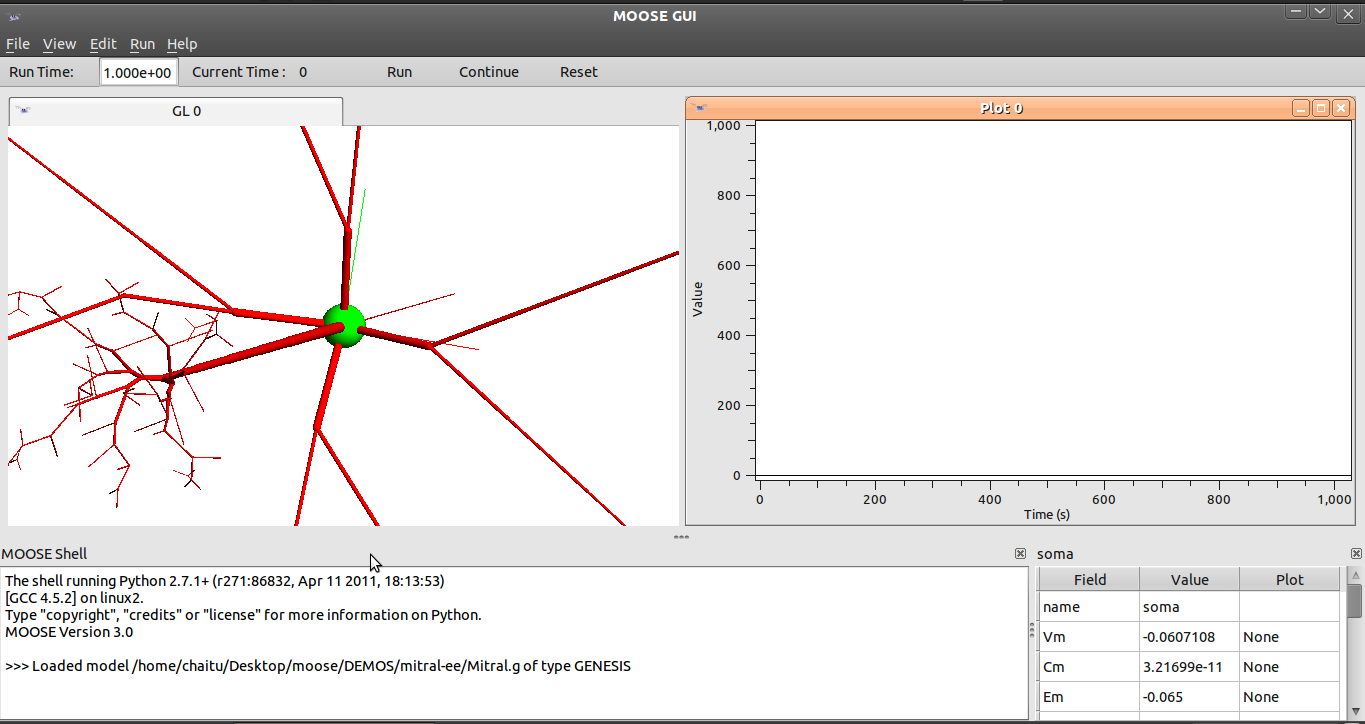 MOOSE GUI
File View Edit Run Help
Run Time: 1.000e+00 Current Time : 0 Run Continue Reset
GL 0
Plot 0
1,000
800
600
400
200
0
Value
0 200 400 600 800 1,000
Time (s)
MOOSE Shell
The shell running Python 2.7.1+ (r271:86832, Apr 11 2011, 18:13:53)
[GCC 4.5.2] on linux2.
Type "copyright", "credits" or "license" for more information on Python.
MOOSE Version 3.0
>>> Loaded model /home/chaitu/Desktop/moose/DEMOS/mitral-ee/Mitral.g of type GENESIS
soma
Field Value Plot
name soma
Vm -0.0607108 None
Cm 3.21699e-11 None
Em -0.065 None